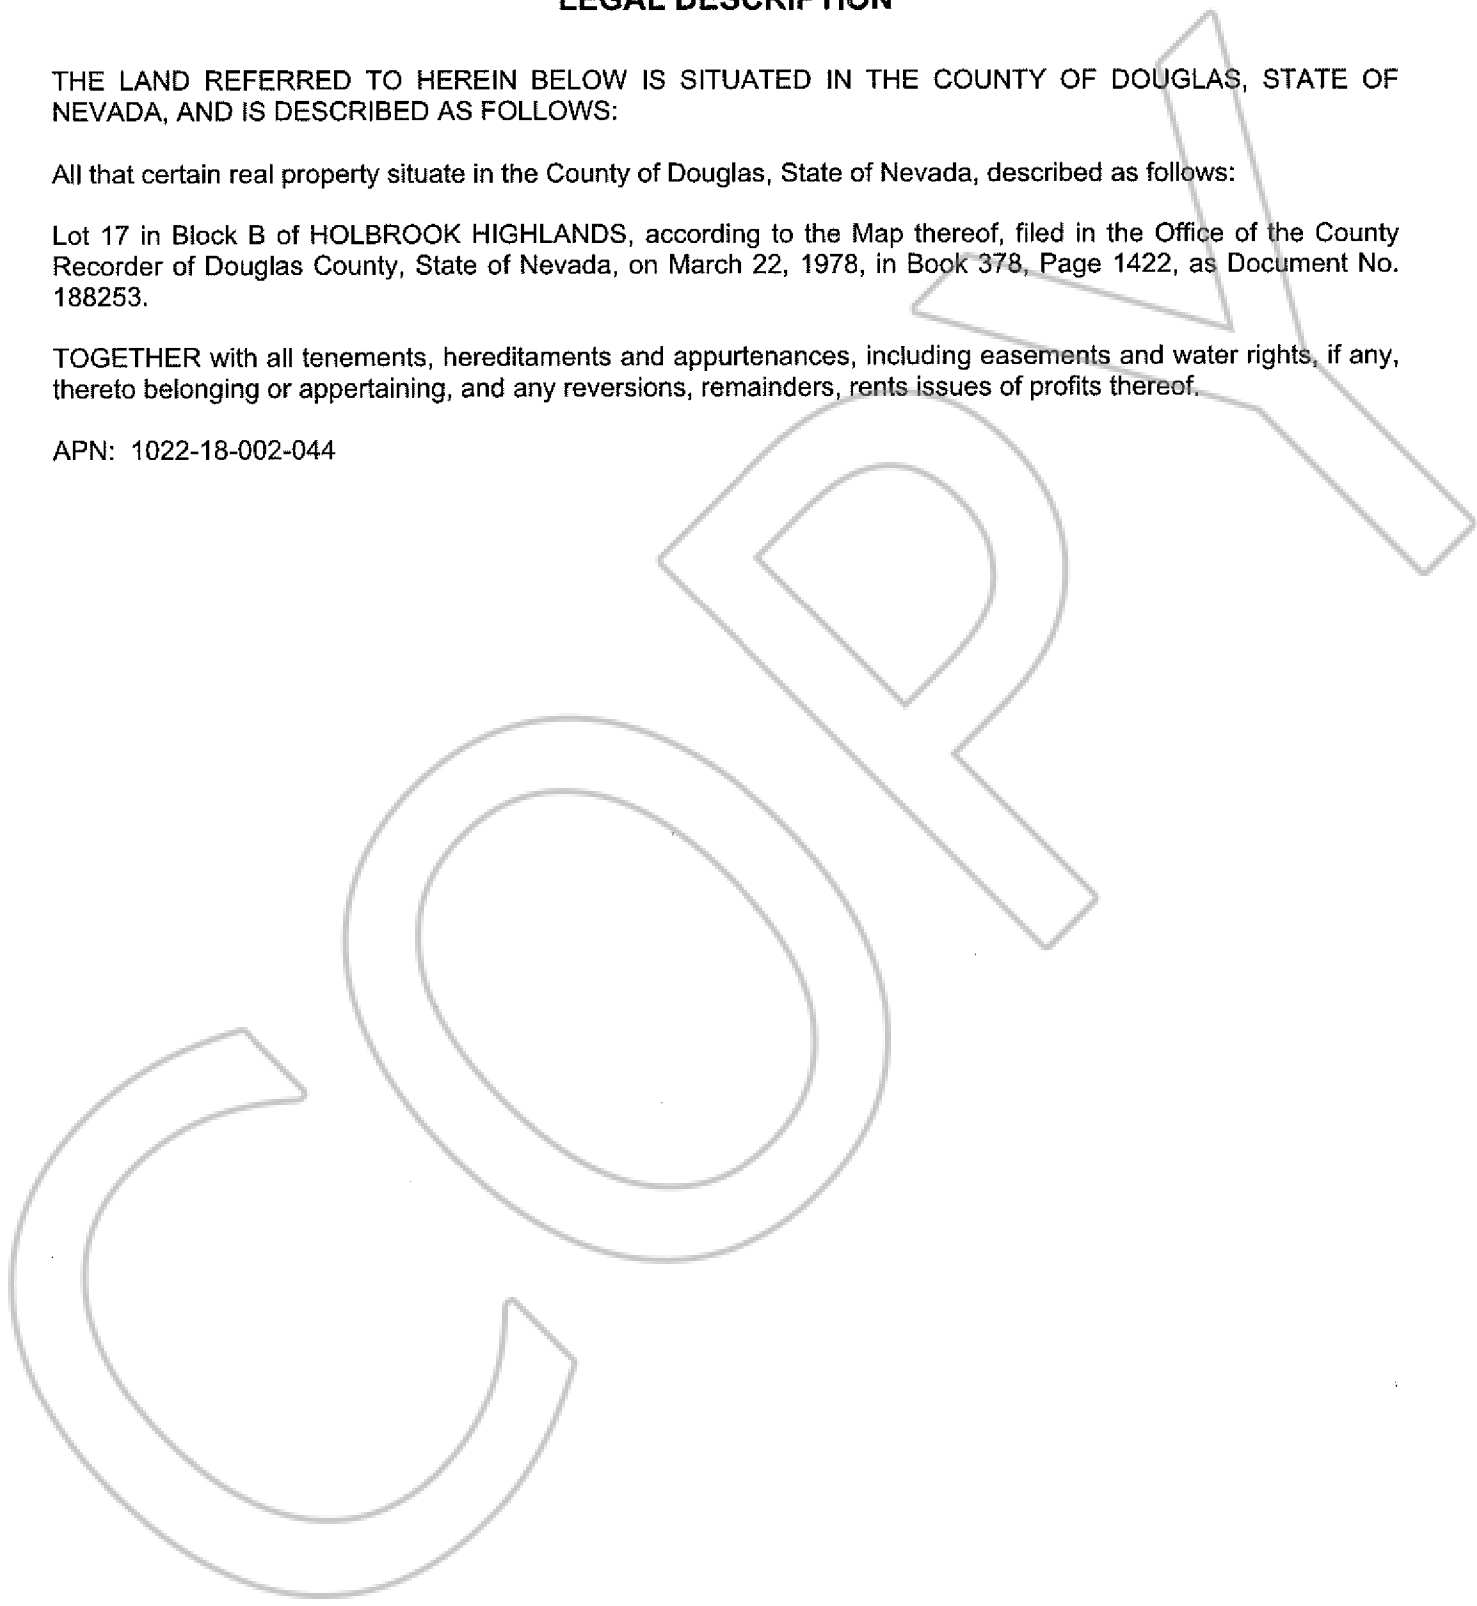 LEGAL DESCRIPTION
THE LAND REFERRED TO HEREIN BELOW IS SITUATED IN THE COUNTY OF DOUGLAS, STATE OF
NEVADA, AND IS DESCRIBED AS FOLLOWS:
All that certain real property situate in the County of Douglas, State of Nevada, described as follows:
Lot 17 in Block B of HOLBROOK HIGHLANDS, according to the Map thereof, filed in the Office of the County
Recorder of Douglas County, State of Nevada, on March 22, 1978, in Book 378, Page 1422, as Document No.
188253.
TOGETHER with all tenements, hereditaments and appurtenances, including easements and water rights, if any,
thereto belonging or appertaining, and any reversions, remainders, rents issues of profits thereof.
APN: 1022-18-002-044
COPY